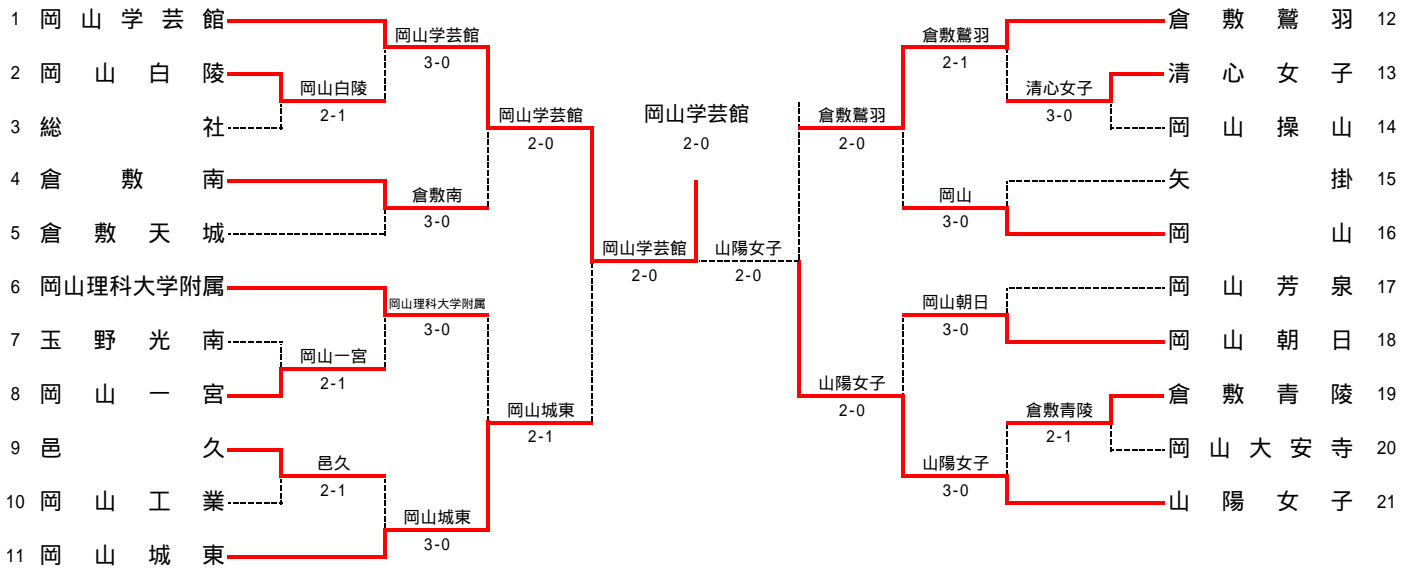 1 岡山学芸館
2 岡山白陵
3 総社
4 倉敷南
5 倉敷天城
6 岡山理科大学附属
7 玉野光南
8 岡山一宮
9 邑久
10 岡山工業
11 岡山城東
岡山白陵
2-1
岡山一宮
2-1
邑久
2-1
岡山学芸館
3-0
倉敷南
3-0
岡山理科大学附属
3-0
岡山城東
3-0
岡山学芸館
2-0
岡山城東
2-1
岡山学芸館
2-0
岡山学芸館
2-0
山陽女子
2-0
倉敷鷲羽
2-0
山陽女子
2-0
倉敷鷲羽
2-1
岡山
3-0
岡山朝日
3-0
山陽女子
3-0
清心女子
3-0
倉敷青陵
2-1
倉敷鷲羽 12
清心女子 13
岡山操山 14
矢掛 15
岡山 16
岡山芳泉 17
岡山朝日 18
倉敷青陵 19
岡山大安寺 20
山陽女子 21